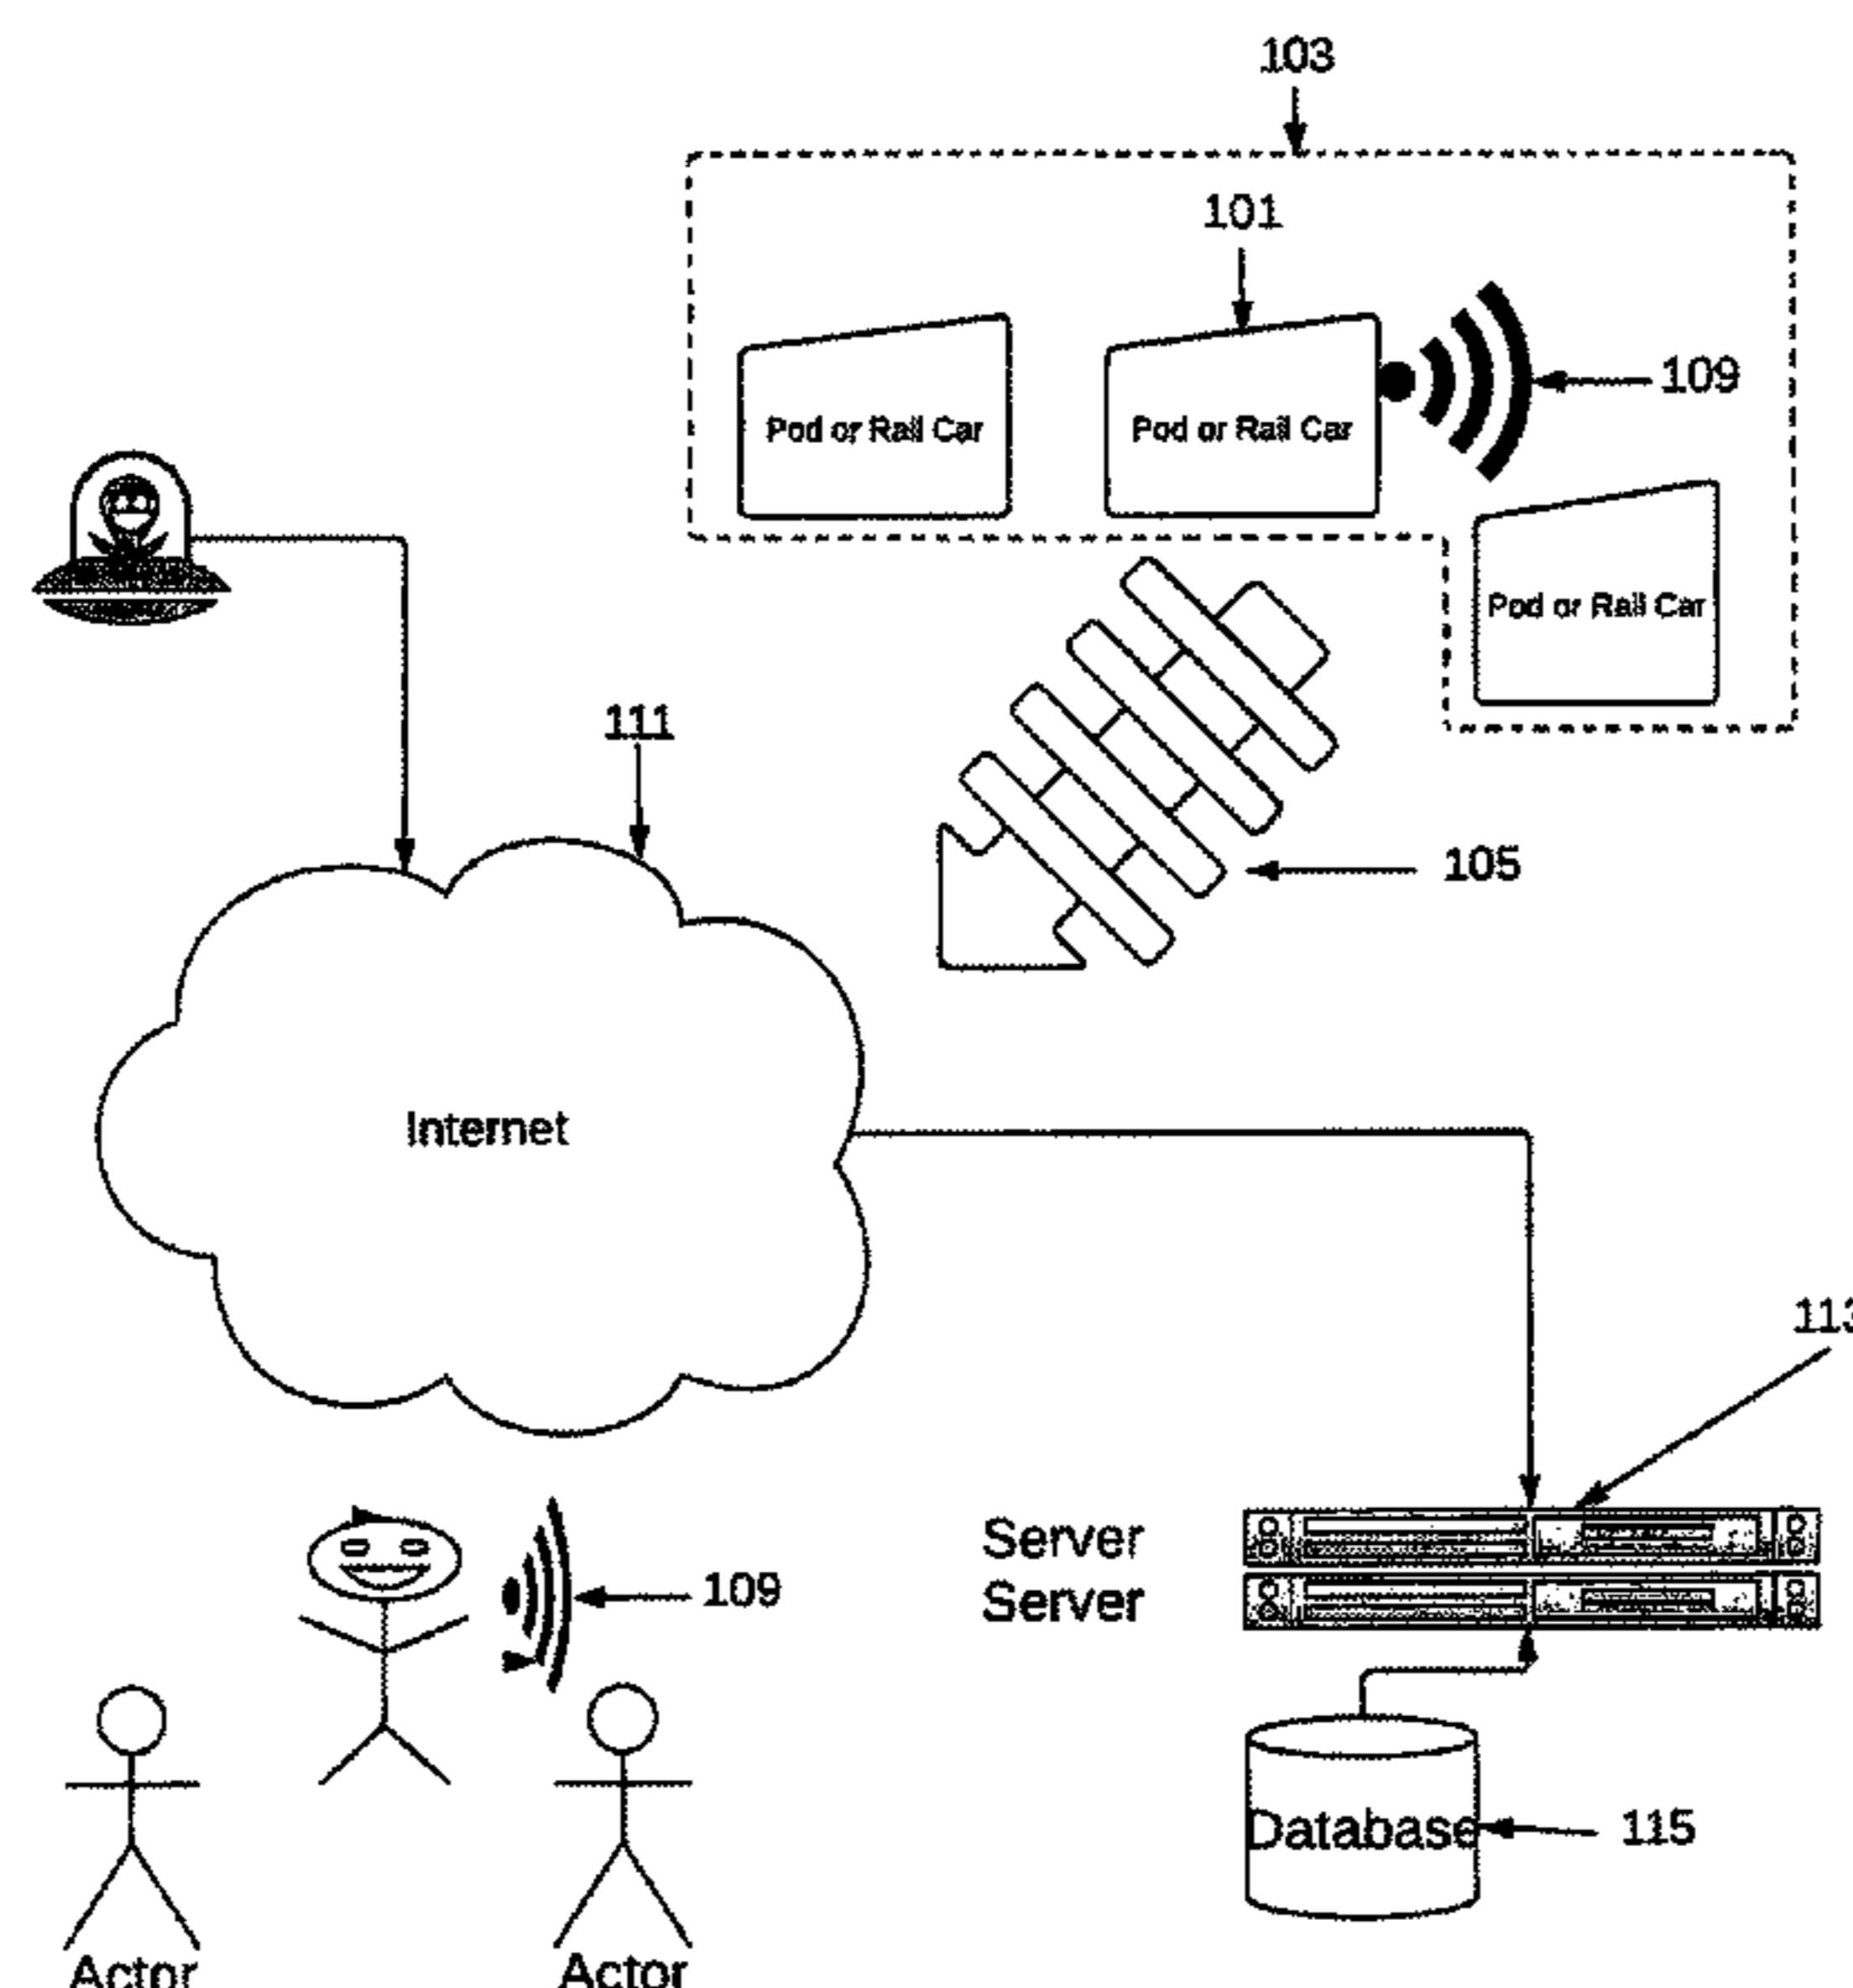 103
101
109
Pod or Rail Car
Pod or Rail Car
Pod or Rail Car
111
105
Internet
113
Server
Server
109
Database
115
Actor
Actor